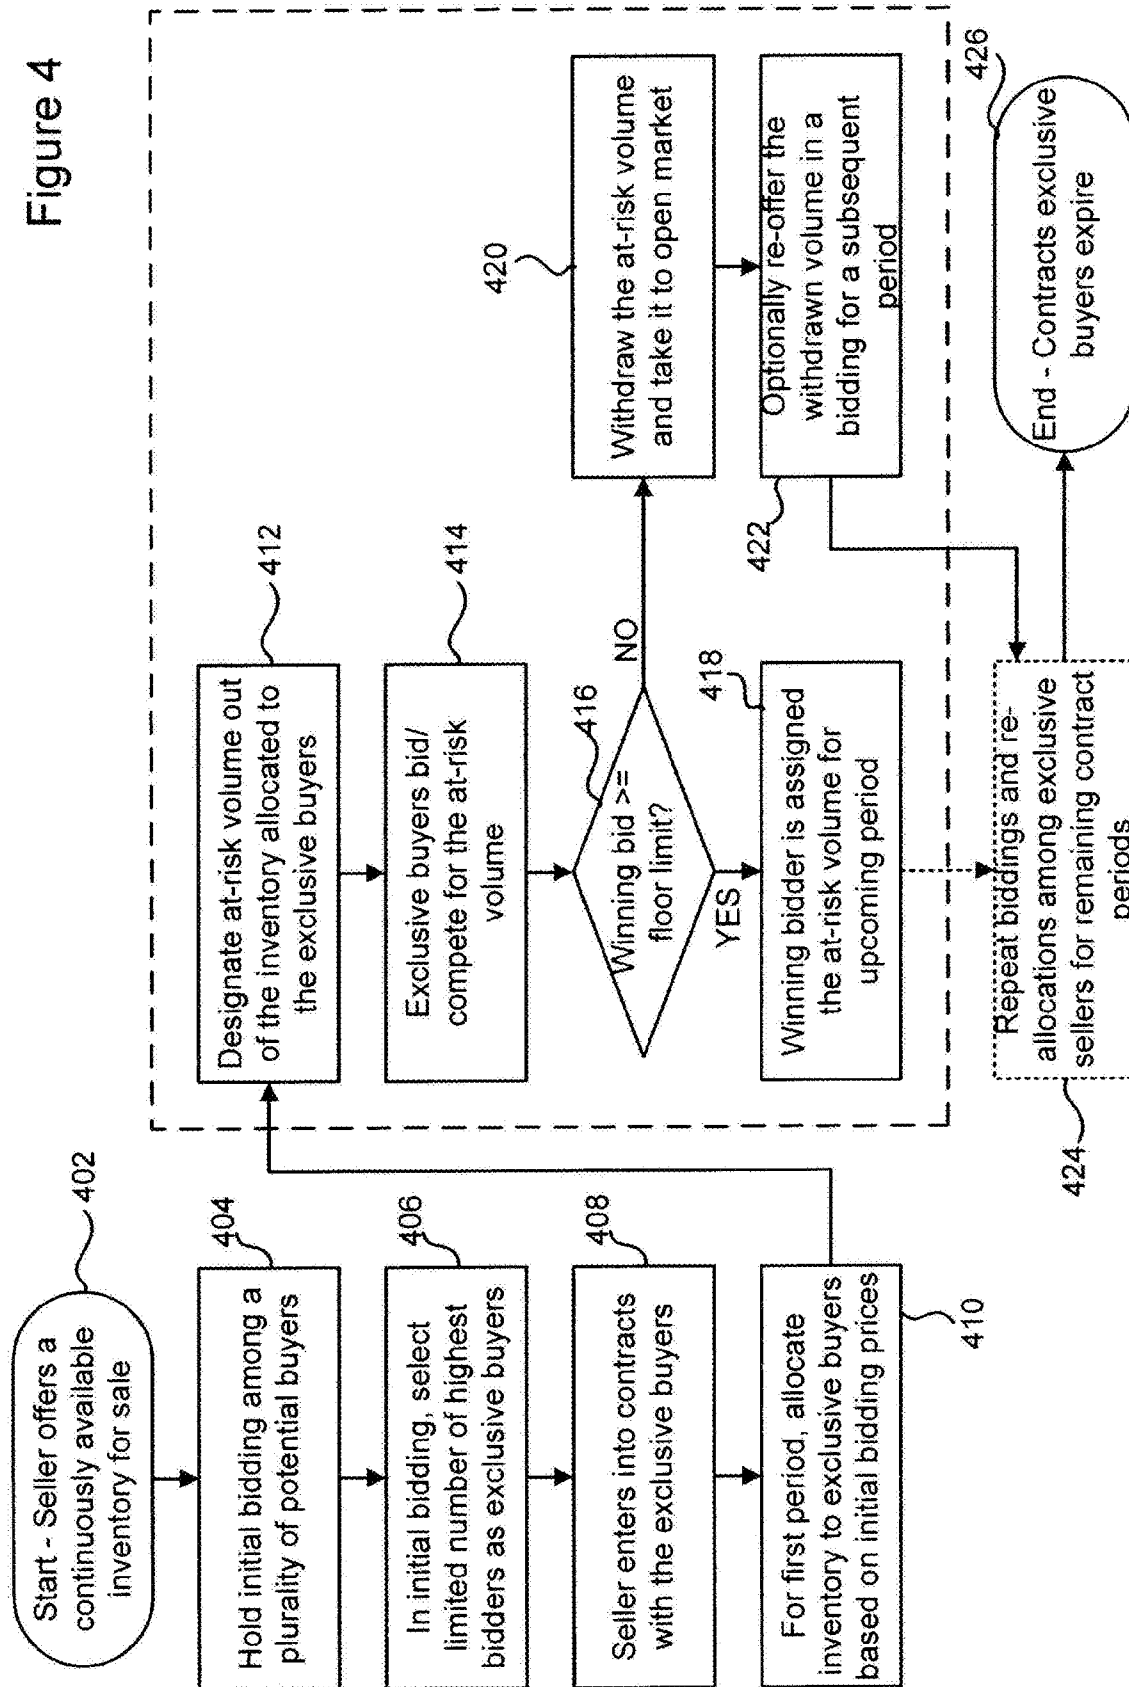 Figure 4
Start - Seller offers a
continuously available
inventory for sale
402
Hold initial bidding among a
plurality of potential buyers
404
In initial bidding, select
limited number of highest
bidders as exclusive buyers
406
Seller enters into contracts
with the exclusive buyers
408
For first period, allocate
inventory to exclusive buyers
based on initial bidding prices
410
Designate at-risk volume out
of the inventory allocated to
the exclusive buyers
412
Exclusive buyers bid/
compete for the at-risk
volume
414
Winning bid >=
floor limit?
416
NO
YES
Winning bidder is assigned
the at-risk volume for
upcoming period
418
Withdraw the at-risk volume
and take it to open market
420
Optionally re-offer the
withdrawn volume in a
bidding for a subsequent
period
422
Repeat biddings and re-
allocations among exclusive
sellers for remaining contract
periods
424
End - Contracts exclusive
buyers expire
426